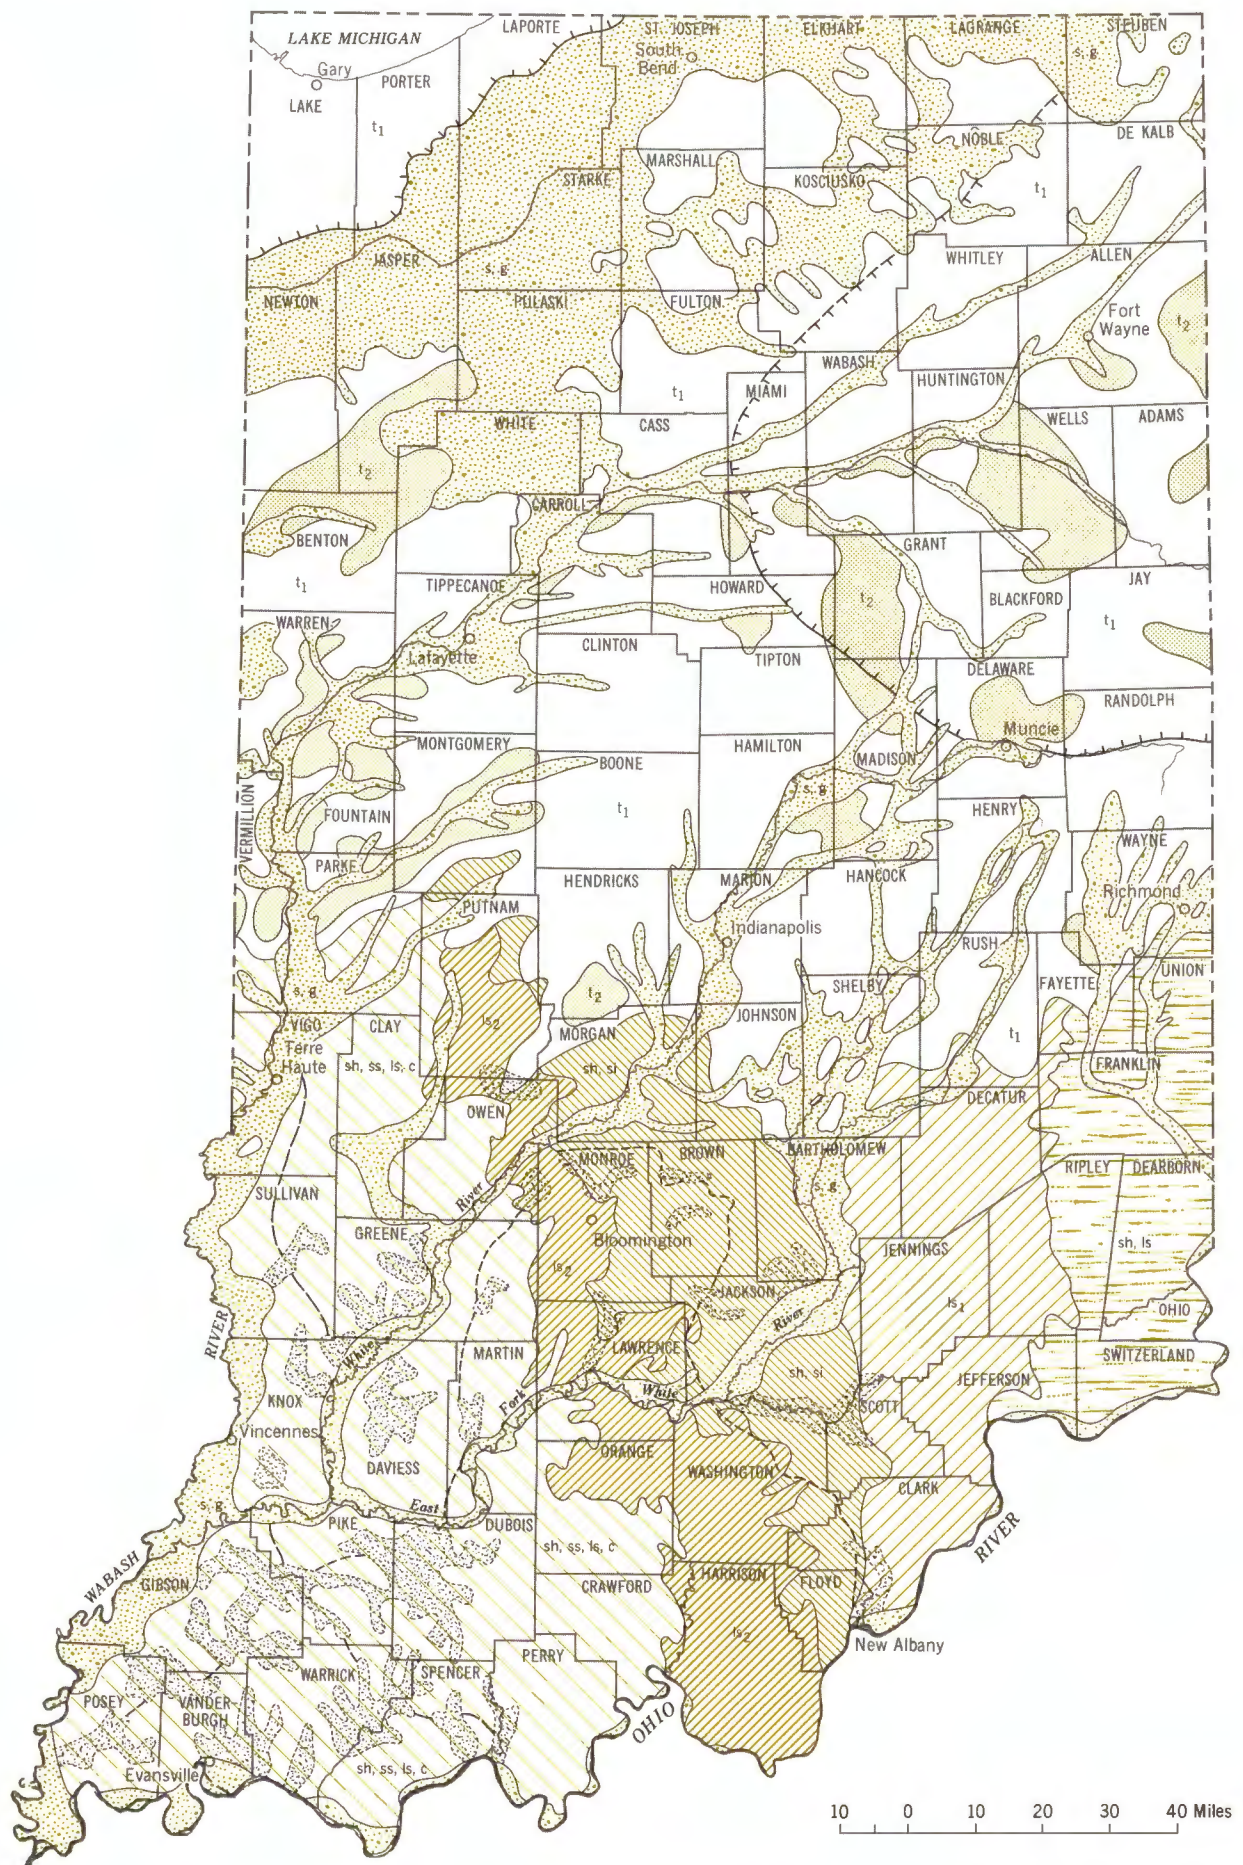 LAPORTE
ST. JOSEPH
ELKHART
LAGRANGE
STEUBEN
LAKE MICHIGAN
South
Bend
s, g
Gary
PORTER
LAKE
t1
NOBLE
DE KALB
MARSHALL
STARKE
KOSCIUSKO
t1
JASPER
s, g
WHITLEY
ALLEN
NEWTON
PULASKI
FULTON
Fort
Wayne
t2
WABASH
HUNTINGTON
MIAMI
t1
WHITE
CASS
WELLS
ADAMS
t2
CARROLL
BENTON
GRANT
t1
TIPPECANOE
HOWARD
t2
BLACKFORD
JAY
t1
WARREN
CLINTON
TIPTON
Lafayette
DELAWARE
RANDOLPH
Muncie
MONTGOMERY
BOONE
HAMILTON
MADISON
s, g
VERMILLION
FOUNTAIN
t1
HENRY
PARKE
WAYNE
HENDRICKS
MARION
HANCOCK
Richmond
PUTNAM
Indianapolis
RUSH
UNION
s, g
t2
SHELBY
FAYETTE
VIGO
CLAY
ls2
JOHNSON
MORGAN
t1
Terre
Haute
sh, ss, ls, c
sh, si
FRANKLIN
OWEN
DECATUR
MONROE
BROWN
BARTHOLOMEW
RIPLEY
DEARBORN
SULLIVAN
River
s, g
GREENE
Bloomington
JENNINGS
sh, ls
ls2
JACKSON
ls1
OHIO
RIVER
River
White
MARTIN
LAWRENCE
SWITZERLAND
sh, si
JEFFERSON
KNOX
Fork
White
SCOTT
Vincennes
ORANGE
DAVIESS
WASHINGTON
CLARK
s, g
East
PIKE
DUBOIS
RIVER
sh, ss, ls, c
WABASH
GIBSON
CRAWFORD
HARRISON
FLOYD
ls2
New Albany
PERRY
WARRICK
SPENCER
POSEY
VANDER-
BURGH
OHIO
Evansville
sh, ss, ls, c
10 0 10 20 30 40 Miles